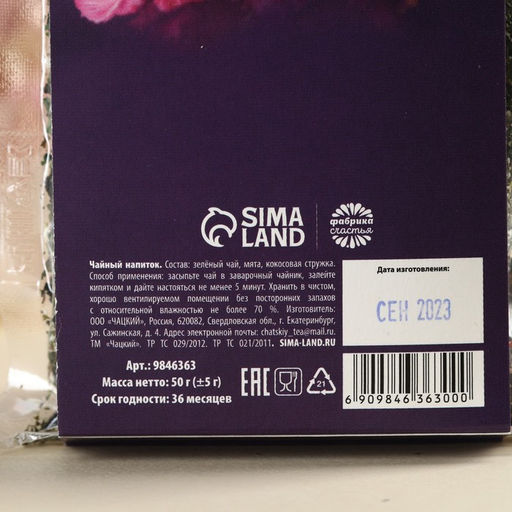 SIMA
LAND
фабрика
счастья
Чайный напиток. Состав: зелёный чай, мята, кокосовая стружка.
Способ применения: засыпьте чай в заварочный чайник, залейте
кипятком и дайте настояться не менее 5 минут. Хранить в чистом,
хорошо вентилируемом помещении без посторонних запахов
с относительной влажностью не более 70 %. Изготовитель:
ООО «ЧАЦКИЙ», Россия, 620082, Свердловская обл., г. Екатеринбург,
ул. Сажинская, д. 4. Адрес электронной почты: chatskiy_tea@mail.ru.
ТМ «Чацкий». ТР ТС 029/2012. ТР ТС 021/2011. SIMA-LAND.RU
Дата изготовления:
СЕН 2023
Арт.: 9846363
Масса нетто: 50 г (±5 г)
Срок годности: 36 месяцев
ЕАС
21
6 909846 363000